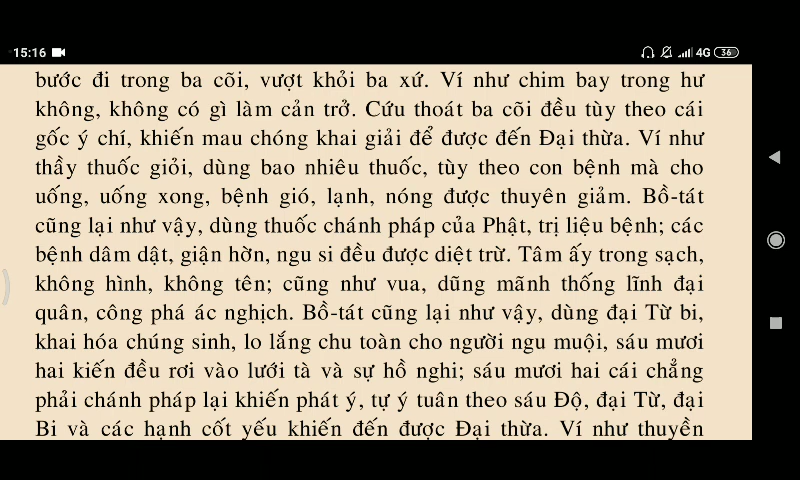 15:16
4G 36
bước đi trong ba cõi, vượt khỏi ba xứ. Ví như chim bay trong hư
không, không có gì làm cản trở. Cứu thoát ba cõi đều tùy theo cái
gốc ý chí, khiến mau chóng khai giải để được đến Đại thừa. Ví như
thầy thuốc giỏi, dùng bao nhiêu thuốc, tùy theo con bệnh mà cho
uống, uống xong, bệnh gió, lạnh, nóng được thuyên giảm. Bồ-tát
cũng lại như vậy, dùng thuốc chánh pháp của Phật, trị liệu bệnh; các
bệnh dâm dật, giận hờn, ngu si đều được diệt trừ. Tâm ấy trong sạch,
không hình, không tên; cũng như vua, dũng mãnh thống lĩnh đại
quân, công phá ác nghịch. Bồ-tát cũng lại như vậy, dùng đại Từ bi,
khai hóa chúng sinh, lo lắng chu toàn cho người ngu muội, sáu mươi
hai kiến đều rơi vào lưới tà và sự hồ nghi; sáu mươi hai cái chẳng
phải chánh pháp lại khiến phát ý, tự ý tuân theo sáu Độ, đại Từ, đại
Bi và các hạnh cốt yếu khiến đến được Đại thừa. Ví như thuyền